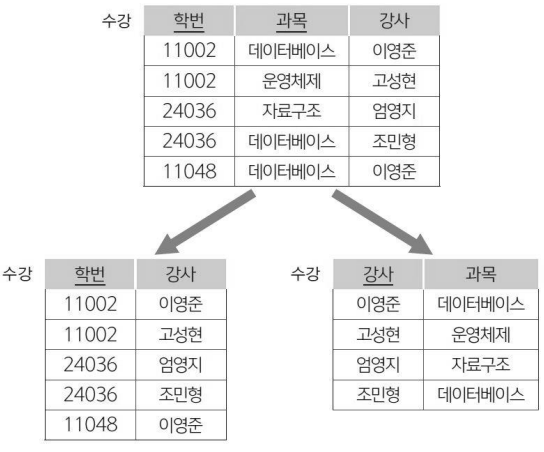 수강 학번 과목 강사
11002 데이터베이스 이영준
11002 운영체제 고성현
24036 자료구조 엄영지
24036 데이터베이스 조민형
11048 데이터베이스 이영준
수강 학번 강사
11002 이영준
11002 고성현
24036 엄영지
24036 조민형
11048 이영준
수강 강사 과목
이영준 데이터베이스
고성현 운영체제
엄영지 자료구조
조민형 데이터베이스